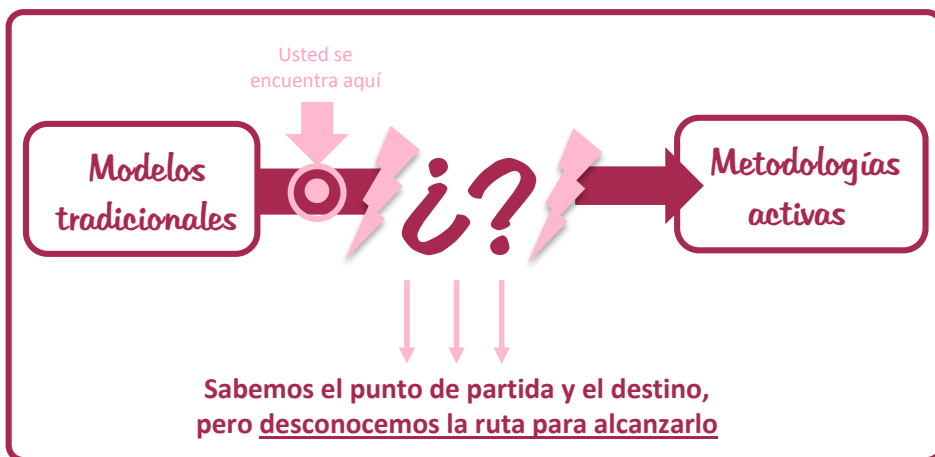 Usted se
encuentra aquí
Modelos
tradicionales
¿?
Metodologías
activas
Sabemos el punto de partida y el destino,
pero desconocemos la ruta para alcanzarlo